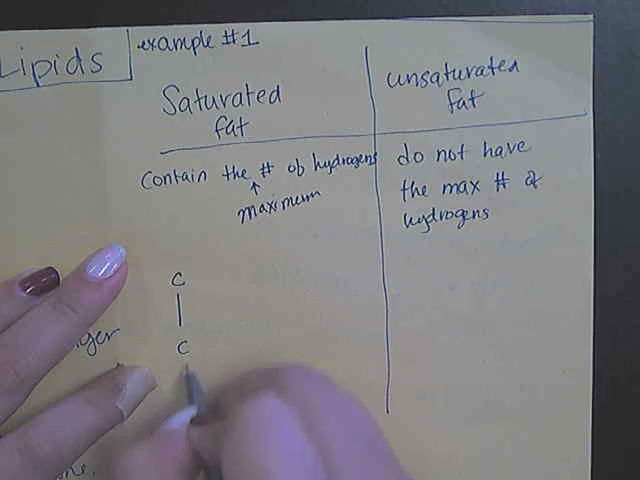 Lipids
example #1
Saturated
fat
unsaturated
fat
Contain the # of hydrogens
↑
maximum
do not have
the max # of
hydrogens
C
|
C